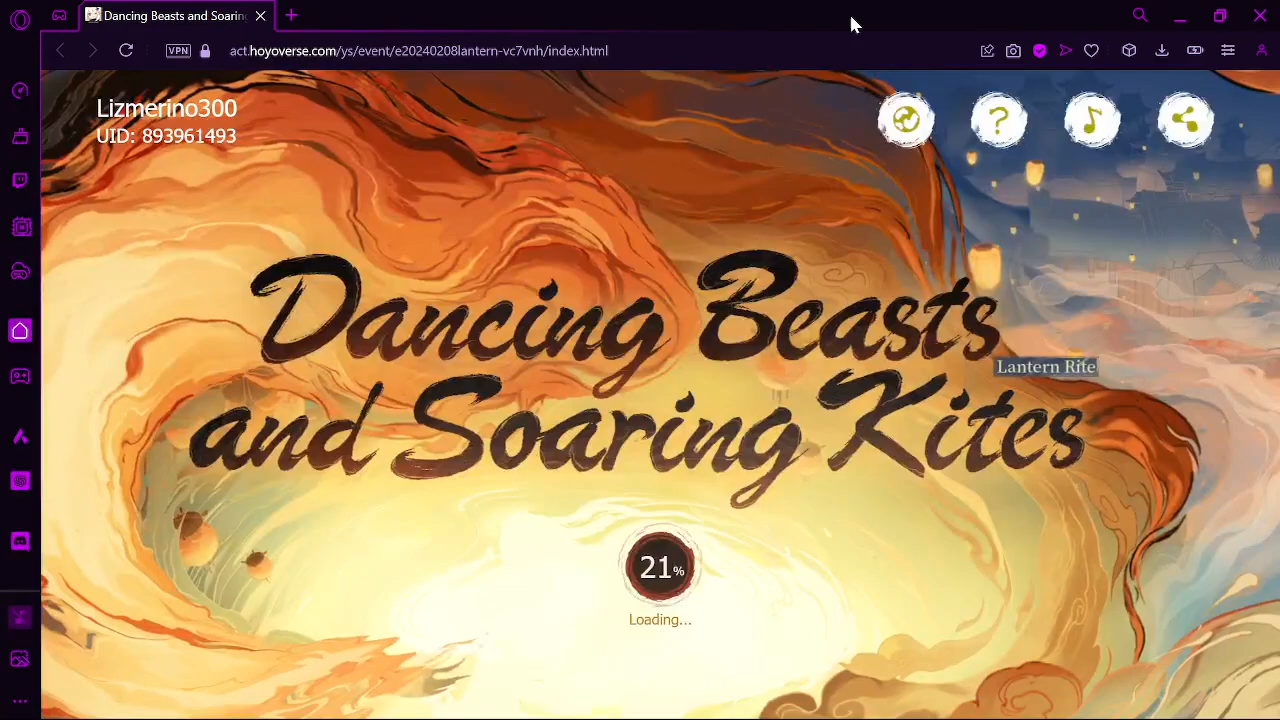 Dancing Beasts and Soaring
VPN
act.hoyoverse.com/ys/event/e20240208lantern-vc7vnh/index.html
Lizmerino300
UID: 893961493
?
Dancing Beasts
Lantern Rite
and Soaring Kites
21%
Loading...